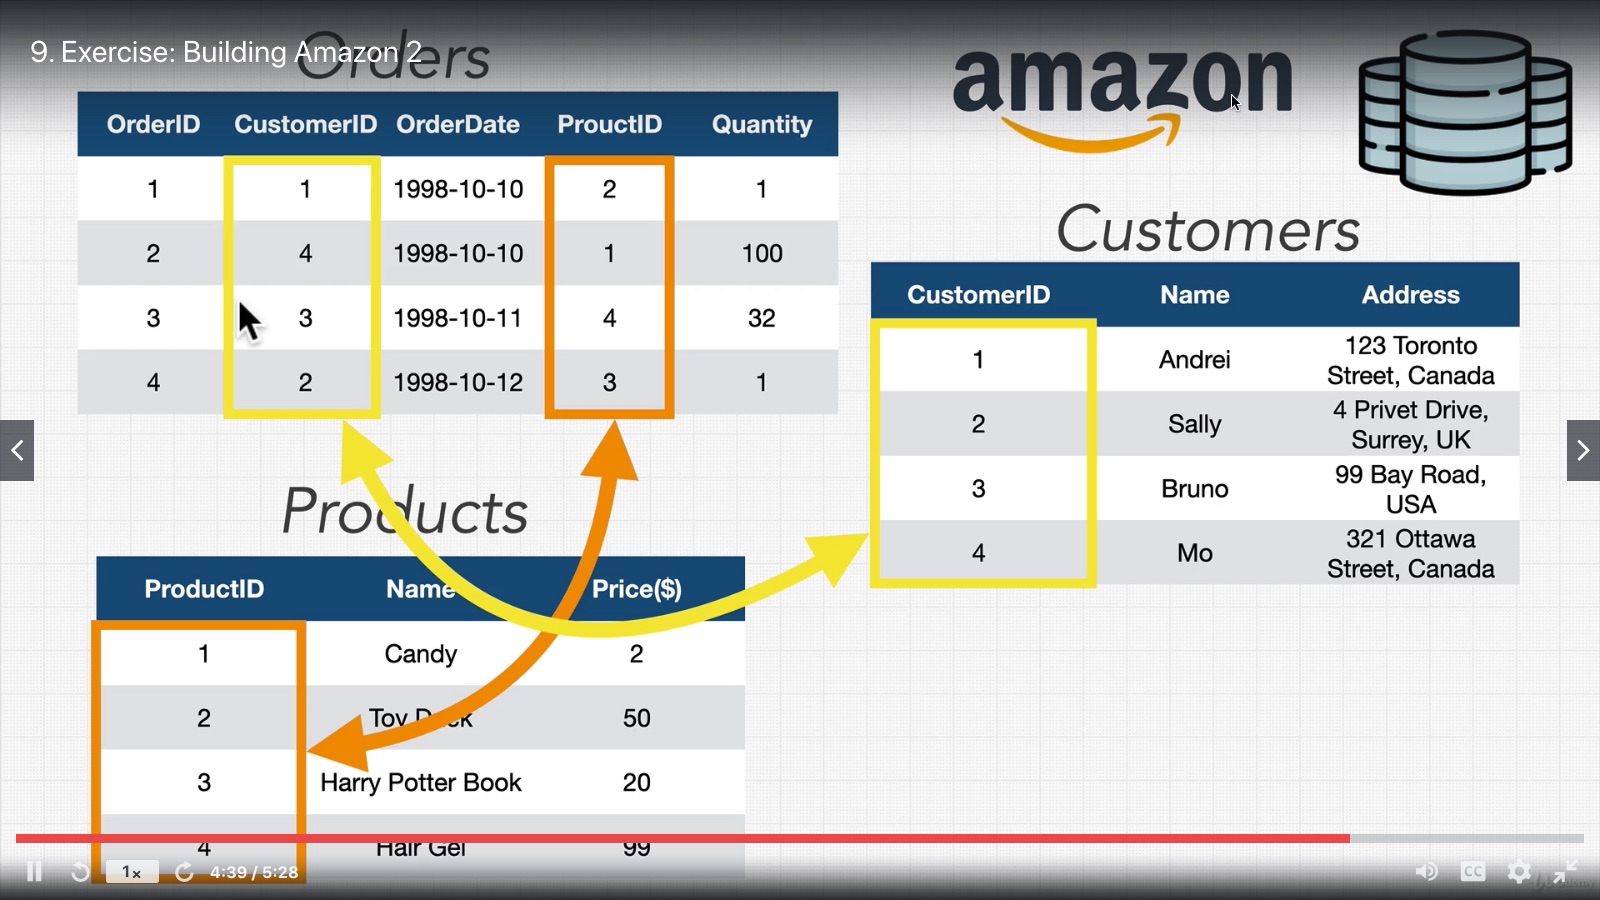 9. Exercise: Building Amazon 2
Orders
OrderID CustomerID OrderDate ProuctID Quantity
1 1 1998-10-10 2 1
2 4 1998-10-10 1 100
3 3 1998-10-11 4 32
4 2 1998-10-12 3 1
amazon
Customers
CustomerID Name Address
1 Andrei 123 Toronto
Street, Canada
2 Sally 4 Privet Drive,
Surrey, UK
3 Bruno 99 Bay Road,
USA
4 Mo 321 Ottawa
Street, Canada
Products
ProductID Name Price($)
1 Candy 2
2 Toy Duck 50
3 Harry Potter Book 20
4 Hair Gel 99
1x 4:39 / 5:28 CC